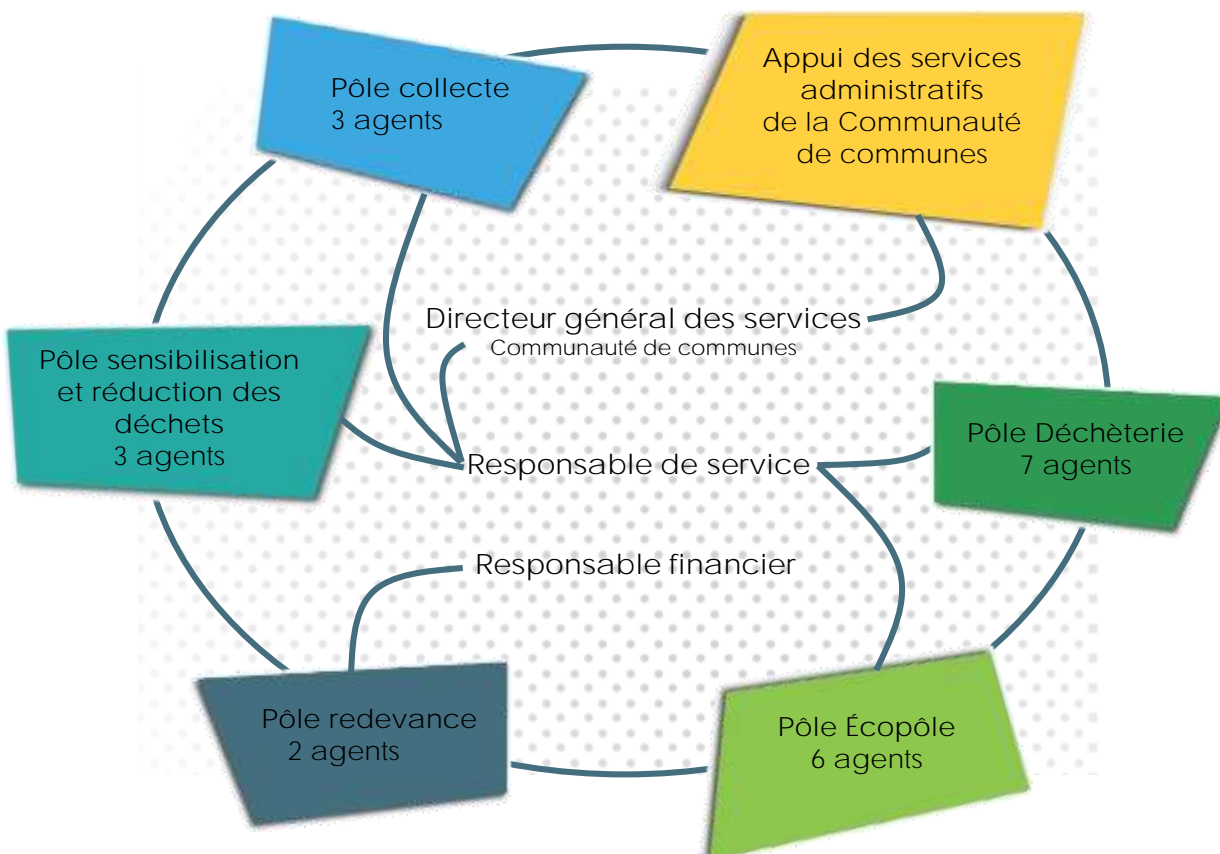 Pôle collecte
3 agents
Appui des services
administratifs
de la Communauté
de communes
Directeur général des services
Communauté de communes
Pôle sensibilisation
et réduction des
déchets
3 agents
Responsable de service
Pôle Déchèterie
7 agents
Responsable financier
Pôle redevance
2 agents
Pôle Écopôle
6 agents